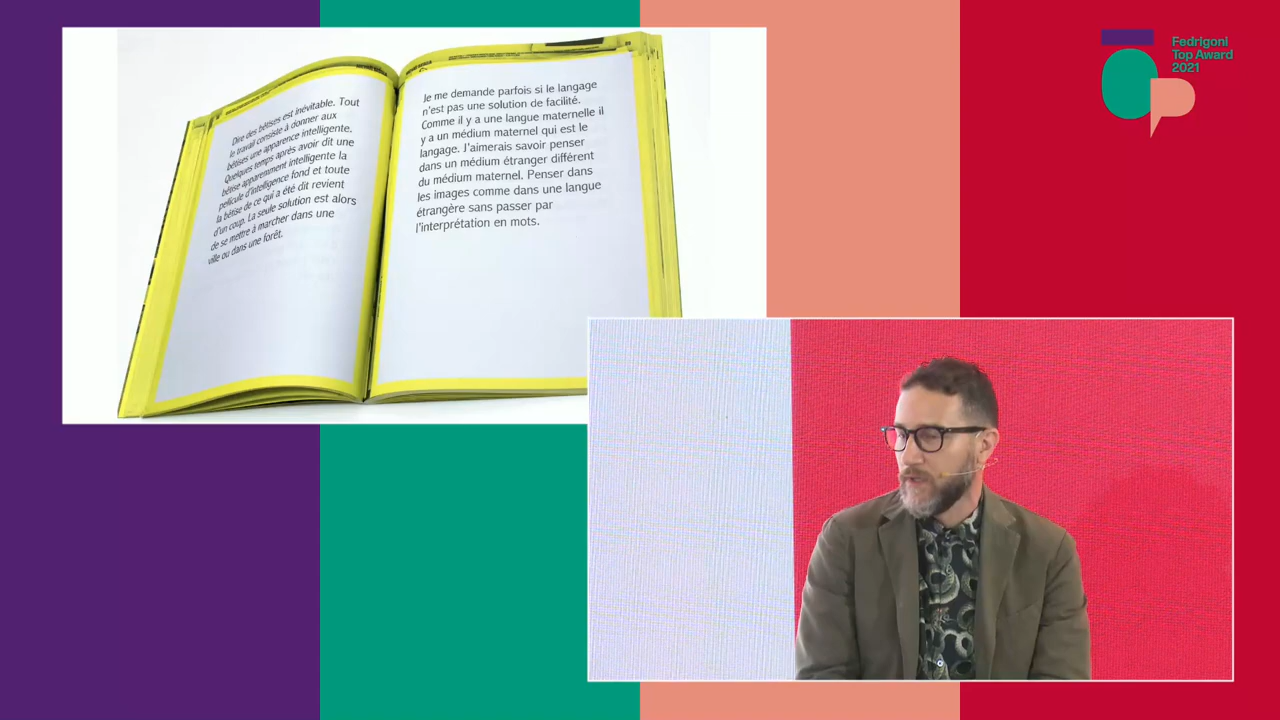 Dire des bêtises est inévitable. Tout
le travail consiste à donner aux
bêtises une apparence intelligente.
Quelques temps après avoir dit une
bêtise apparemment intelligente la
pellicule d'intelligence fond et toute
la bêtise de ce qui a été dit revient
d'un coup. La seule solution est alors
de se mettre à marcher dans une
ville ou dans une forêt.
Je me demande parfois si le langage
n'est pas une solution de facilité.
Comme il y a une langue maternelle il
y a un médium maternel qui est le
langage. J'aimerais savoir penser
dans un médium étranger différent
du médium maternel. Penser dans
les images comme dans une langue
étrangère sans passer par
l'interprétation en mots.
Fedrigoni
Top Award
2021